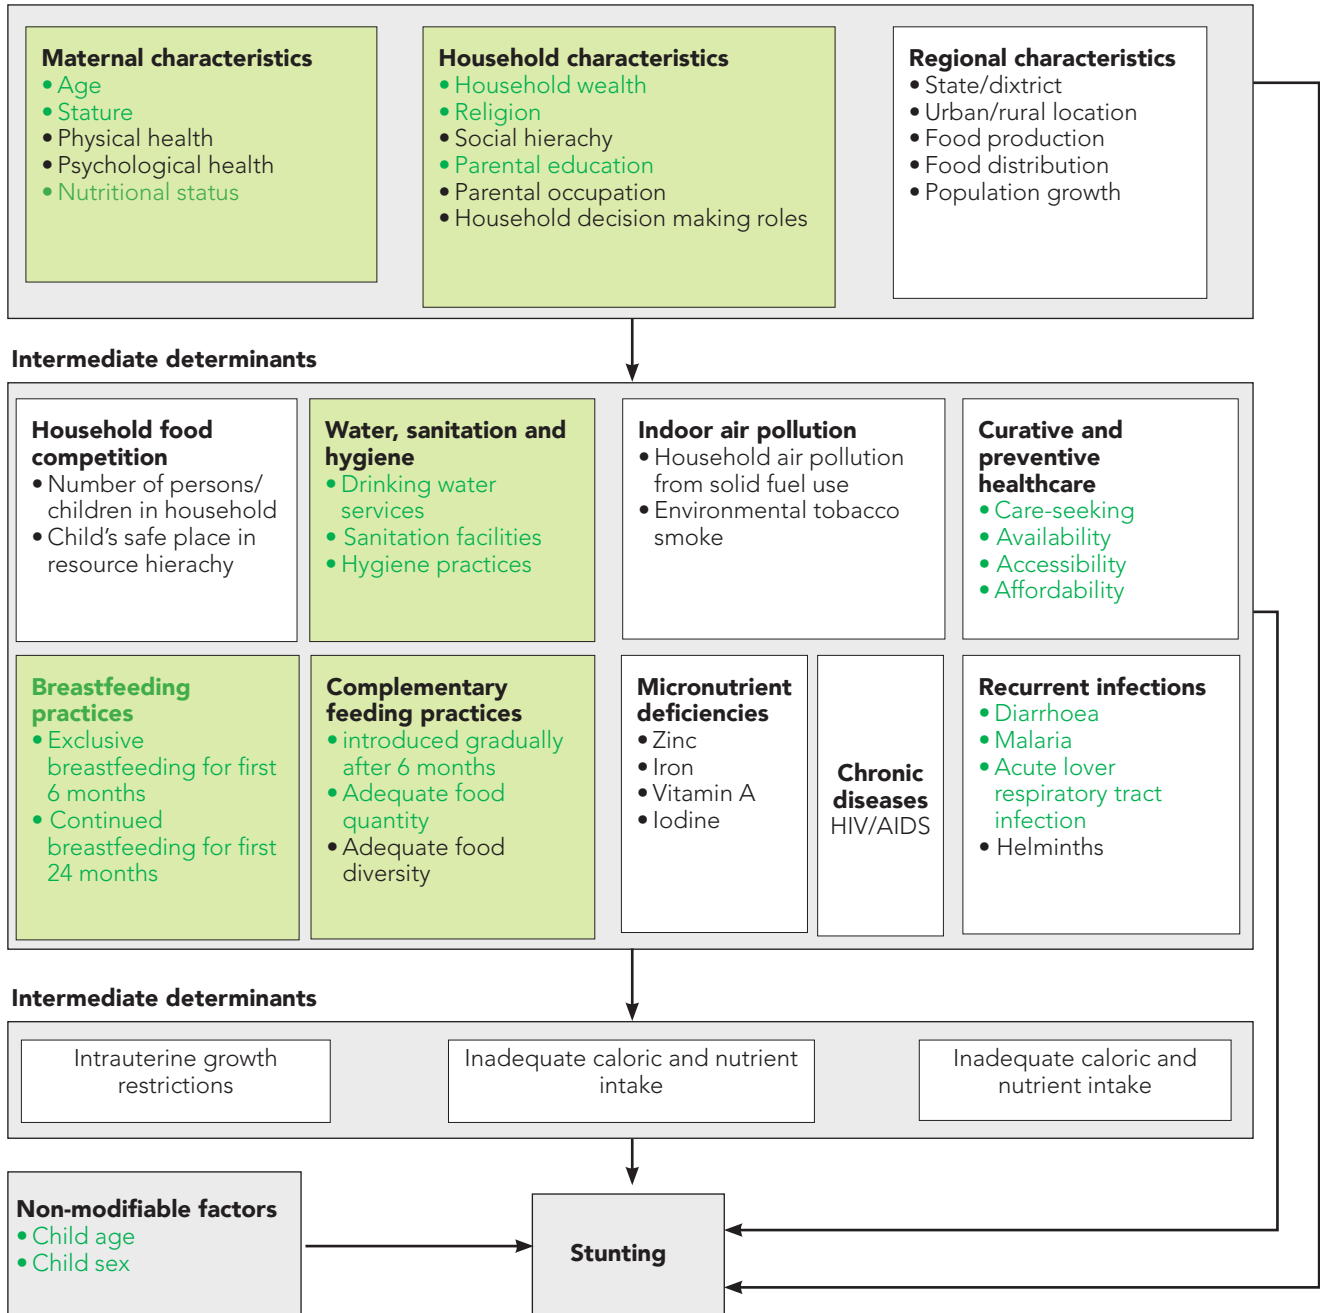 Maternal characteristics
• Age
• Stature
• Physical health
• Psychological health
• Nutritional status
Household characteristics
• Household wealth
• Religion
• Social hierachy
• Parental education
• Parental occupation
• Household decision making roles
Regional characteristics
• State/dixtrict
• Urban/rural location
• Food production
• Food distribution
• Population growth
Intermediate determinants
Household food
competition
• Number of persons/
children in household
• Child's safe place in
resource hierachy
Water, sanitation and
hygiene
• Drinking water
services
• Sanitation facilities
• Hygiene practices
Indoor air pollution
• Household air pollution
from solid fuel use
• Environmental tobacco
smoke
Curative and
preventive
healthcare
• Care-seeking
• Availability
• Accessibility
• Affordability
Breastfeeding
practices
• Exclusive
breastfeeding for first
6 months
• Continued
breastfeeding for first
24 months
Complementary
feeding practices
• introduced gradually
after 6 months
• Adequate food
quantity
• Adequate food
diversity
Micronutrient
deficiencies
• Zinc
• Iron
• Vitamin A
• Iodine
Chronic
diseases
HIV/AIDS
Recurrent infections
• Diarrhoea
• Malaria
• Acute lover
respiratory tract
infection
• Helminths
Intermediate determinants
Intrauterine growth
restrictions
Inadequate caloric and nutrient
intake
Inadequate caloric and
nutrient intake
Non-modifiable factors
• Child age
• Child sex
Stunting